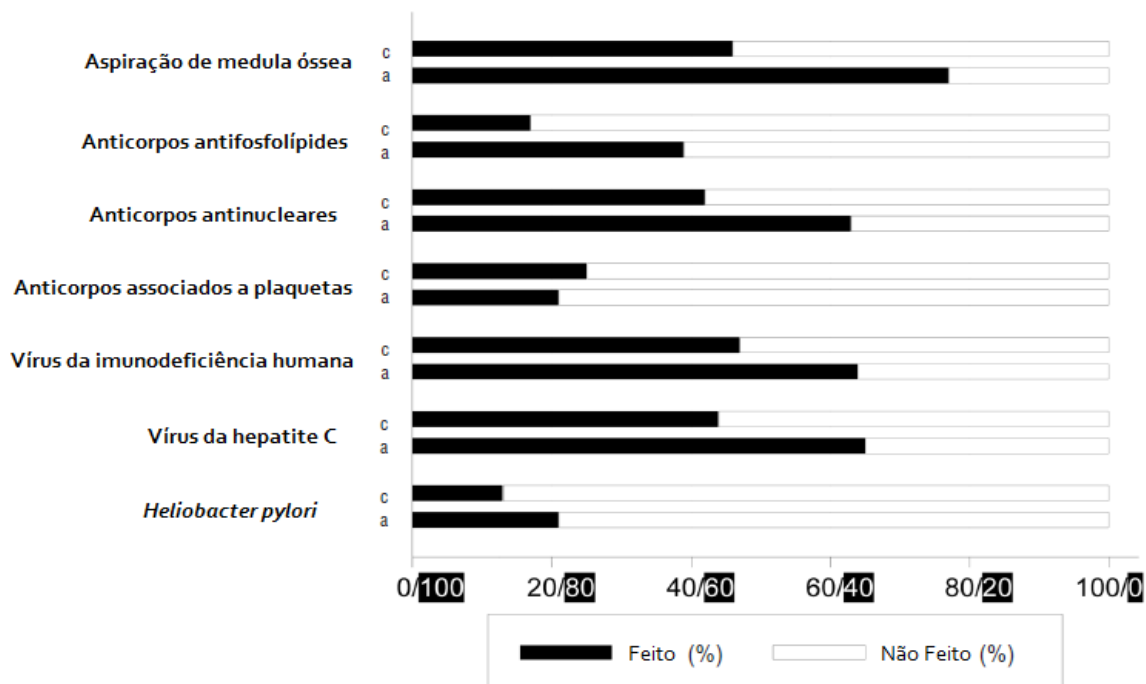 Aspiração de medula óssea
c
a
Anticorpos antifosfolípides
c
a
Anticorpos antinucleares
c
a
Anticorpos associados a plaquetas
c
a
Vírus da imunodeficiência humana
c
a
Vírus da hepatite C
c
a
Heliobacter pylori
c
a
0/100 20/80 40/60 60/40 80/20 100/0
Feito (%) Não Feito (%)